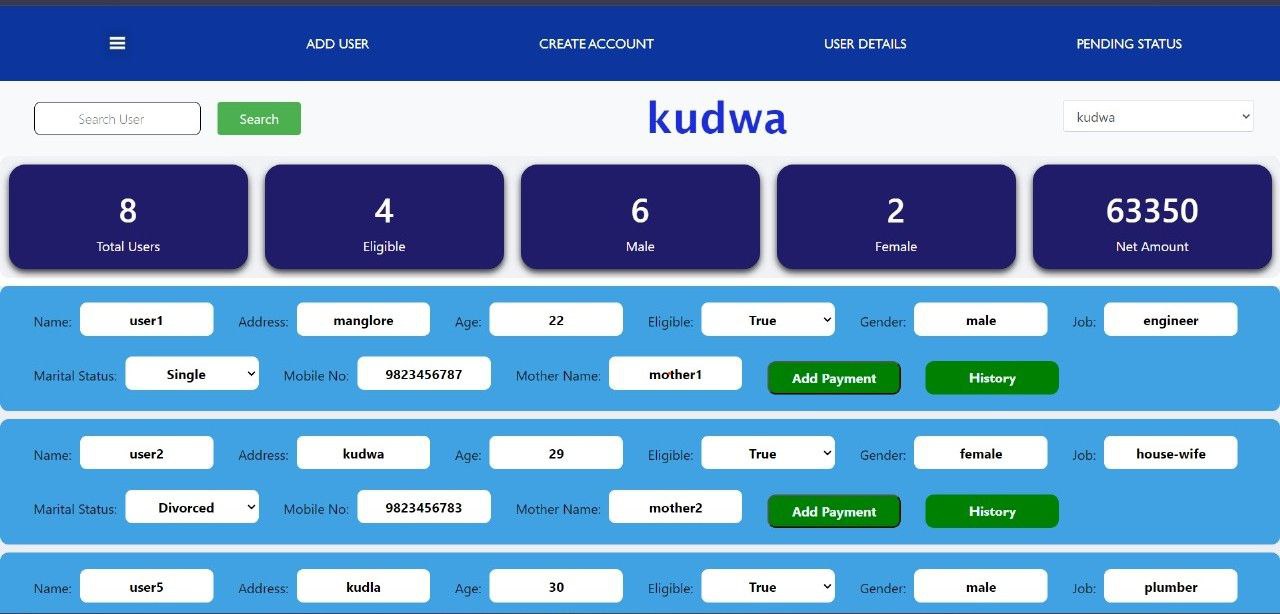 ADD USER CREATE ACCOUNT USER DETAILS PENDING STATUS
Search User Search kudwa kudwa
8 4 6 2 63350
Total Users Eligible Male Female Net Amount
Name: user1 Address: manglore Age: 22 Eligible: True Gender: male Job: engineer
Marital Status: Single Mobile No: 9823456787 Mother Name: mother1 Add Payment History
Name: user2 Address: kudwa Age: 29 Eligible: True Gender: female Job: house-wife
Marital Status: Divorced Mobile No: 9823456783 Mother Name: mother2 Add Payment History
Name: user5 Address: kudla Age: 30 Eligible: True Gender: male Job: plumber